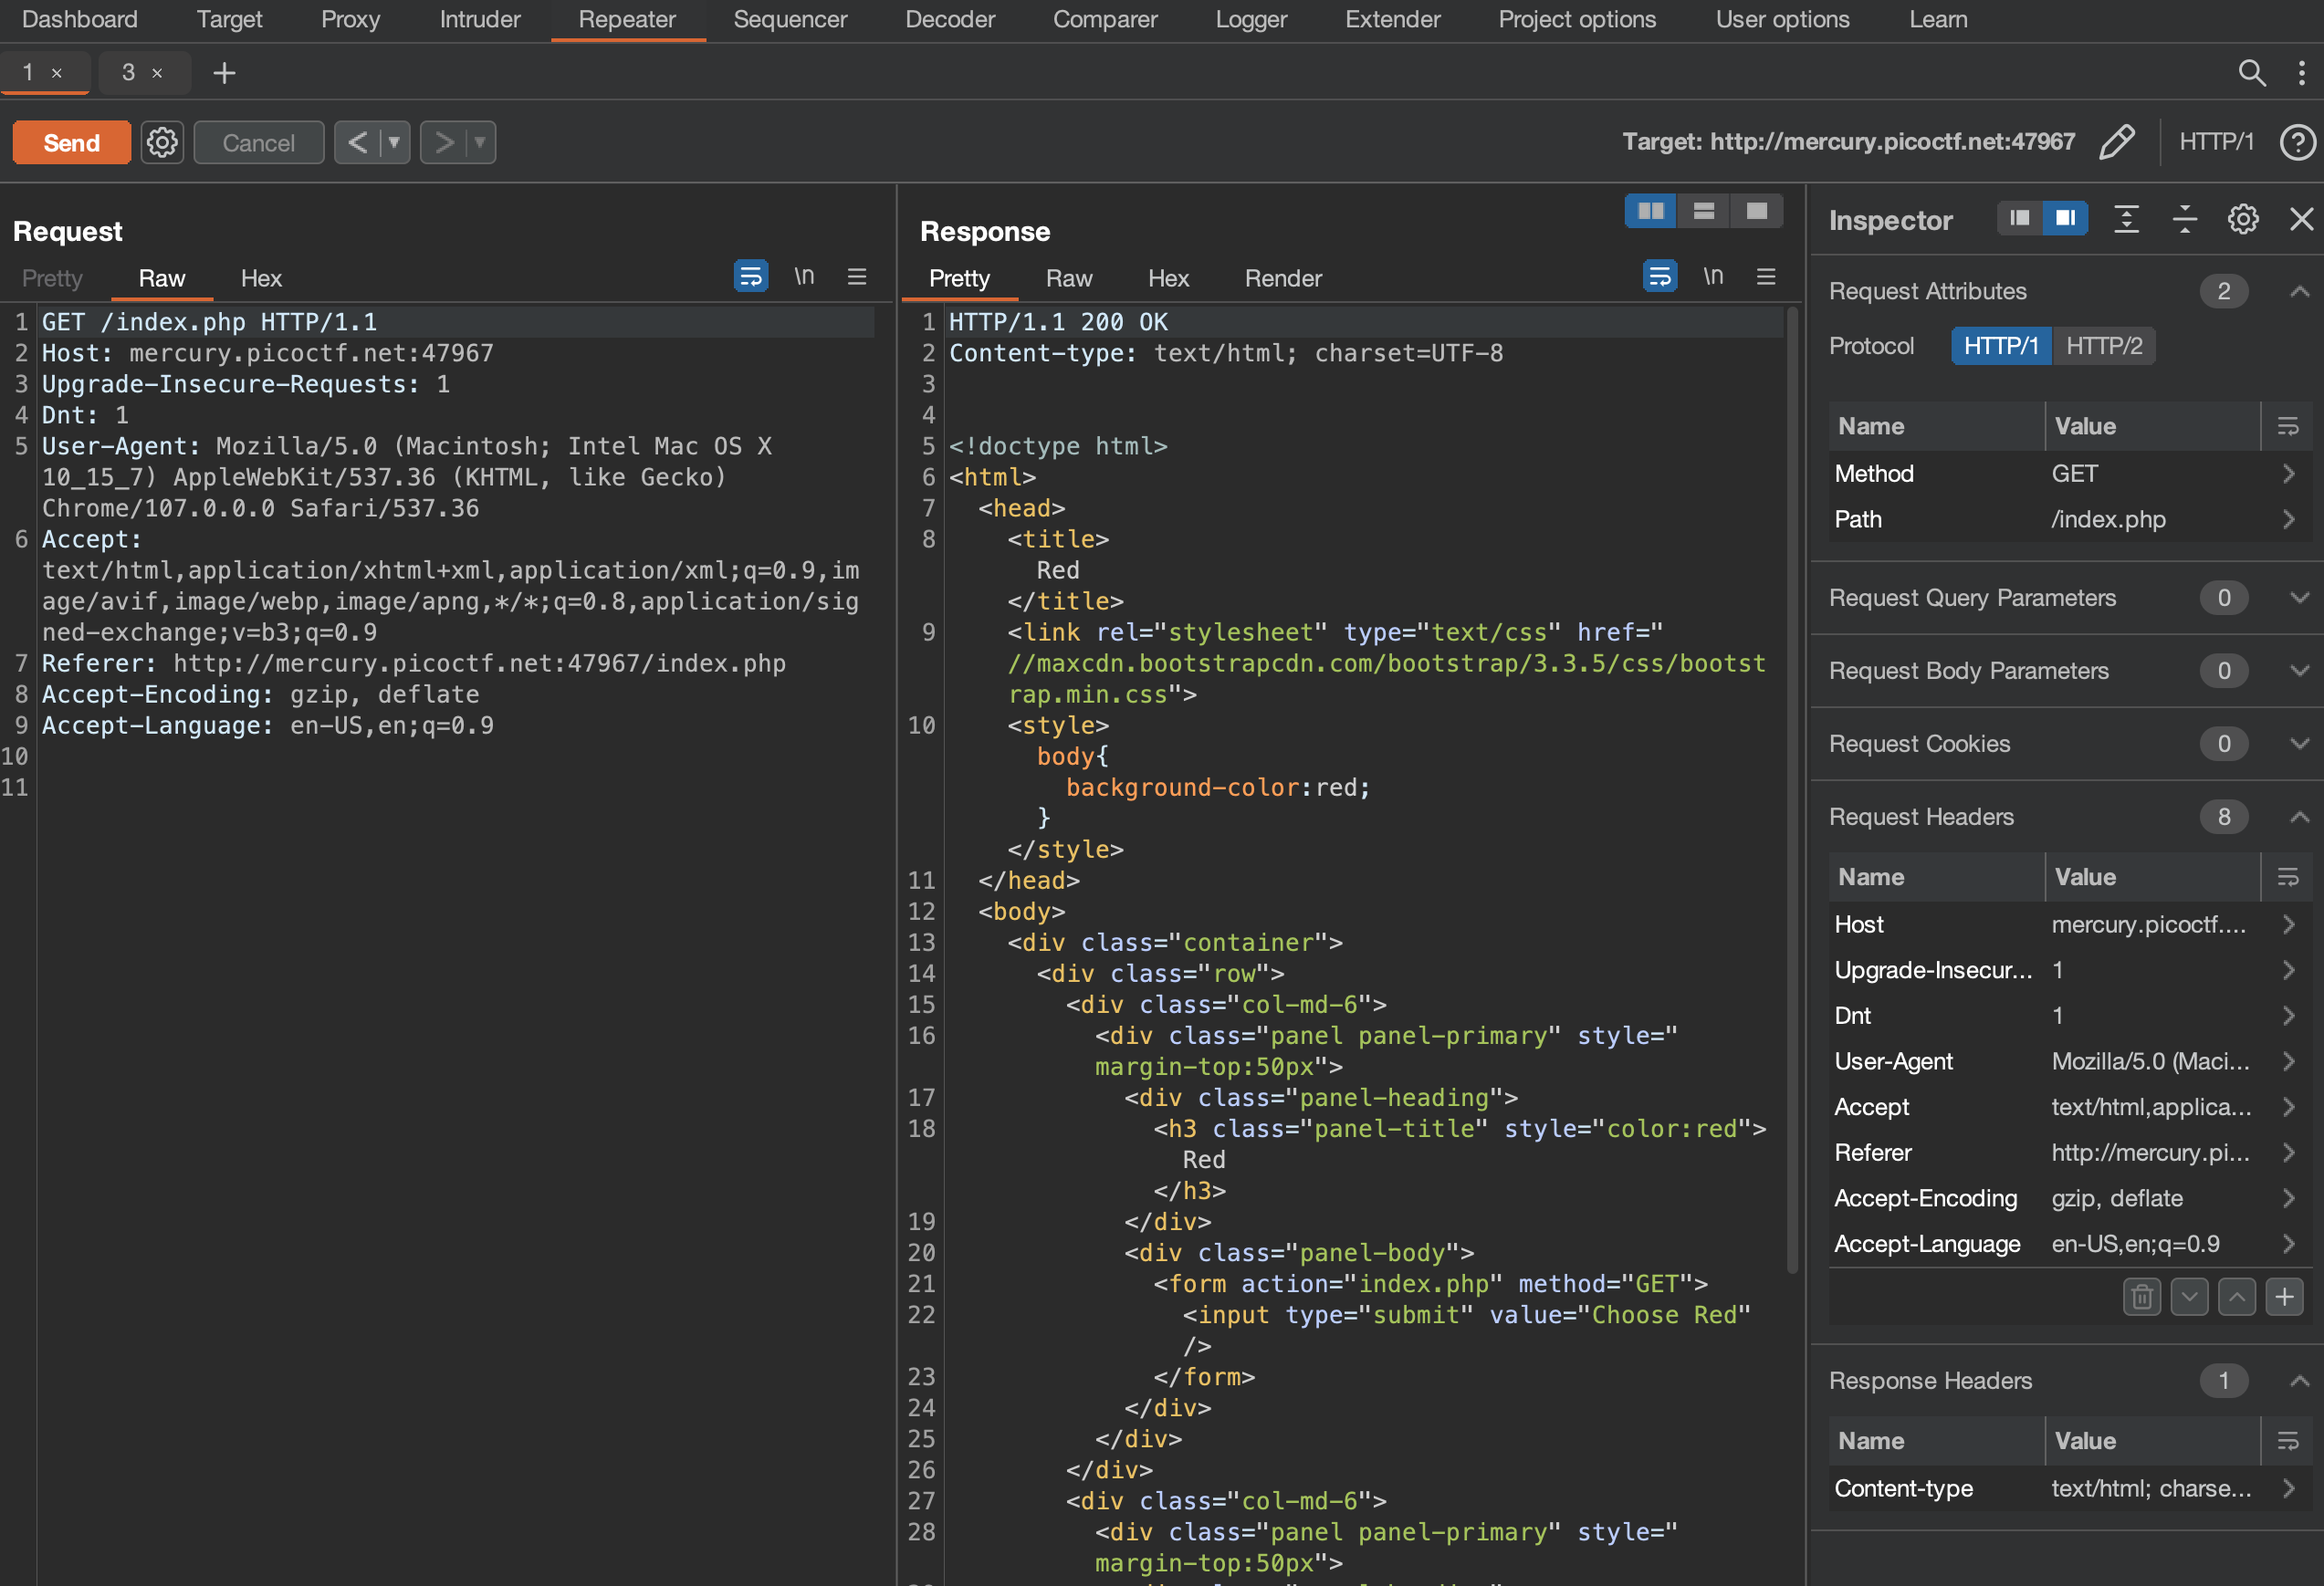 Dashboard Target Proxy Intruder Repeater Sequencer Decoder Comparer Logger Extender Project options User options Learn
1 × 3 × +
Send Cancel < > Target: http://mercury.picoctf.net:47967 HTTP/1 ?
Request
Pretty Raw Hex \n
1 GET /index.php HTTP/1.1
2 Host: mercury.picoctf.net:47967
3 Upgrade-Insecure-Requests: 1
4 Dnt: 1
5 User-Agent: Mozilla/5.0 (Macintosh; Intel Mac OS X
10_15_7) AppleWebKit/537.36 (KHTML, like Gecko)
Chrome/107.0.0.0 Safari/537.36
6 Accept:
text/html,application/xhtml+xml,application/xml;q=0.9,im
age/avif,image/webp,image/apng,*/*;q=0.8,application/sig
ned-exchange;v=b3;q=0.9
7 Referer: http://mercury.picoctf.net:47967/index.php
8 Accept-Encoding: gzip, deflate
9 Accept-Language: en-US,en;q=0.9
10
11
Response
Pretty Raw Hex Render \n
1 HTTP/1.1 200 OK
2 Content-type: text/html; charset=UTF-8
3
4
5 <!doctype html>
6 <html>
7 <head>
8 <title>
Red
</title>
9 <link rel="stylesheet" type="text/css" href="
//maxcdn.bootstrapcdn.com/bootstrap/3.3.5/css/bootst
rap.min.css">
10 <style>
body{
background-color:red;
}
</style>
11 </head>
12 <body>
13 <div class="container">
14 <div class="row">
15 <div class="col-md-6">
16 <div class="panel panel-primary" style="
margin-top:50px">
17 <div class="panel-heading">
18 <h3 class="panel-title" style="color:red">
Red
</h3>
19 </div>
20 <div class="panel-body">
21 <form action="index.php" method="GET">
22 <input type="submit" value="Choose Red"
/>
23 </form>
24 </div>
25 </div>
26 </div>
27 <div class="col-md-6">
28 <div class="panel panel-primary" style="
margin-top:50px">
Inspector
Request Attributes 2
Protocol HTTP/1 HTTP/2
Name Value
Method GET
Path /index.php
Request Query Parameters 0
Request Body Parameters 0
Request Cookies 0
Request Headers 8
Name Value
Host mercury.picoctf....
Upgrade-Insecur... 1
Dnt 1
User-Agent Mozilla/5.0 (Maci...
Accept text/html,applica...
Referer http://mercury.pi...
Accept-Encoding gzip, deflate
Accept-Language en-US,en;q=0.9
Response Headers 1
Name Value
Content-type text/html; charse...